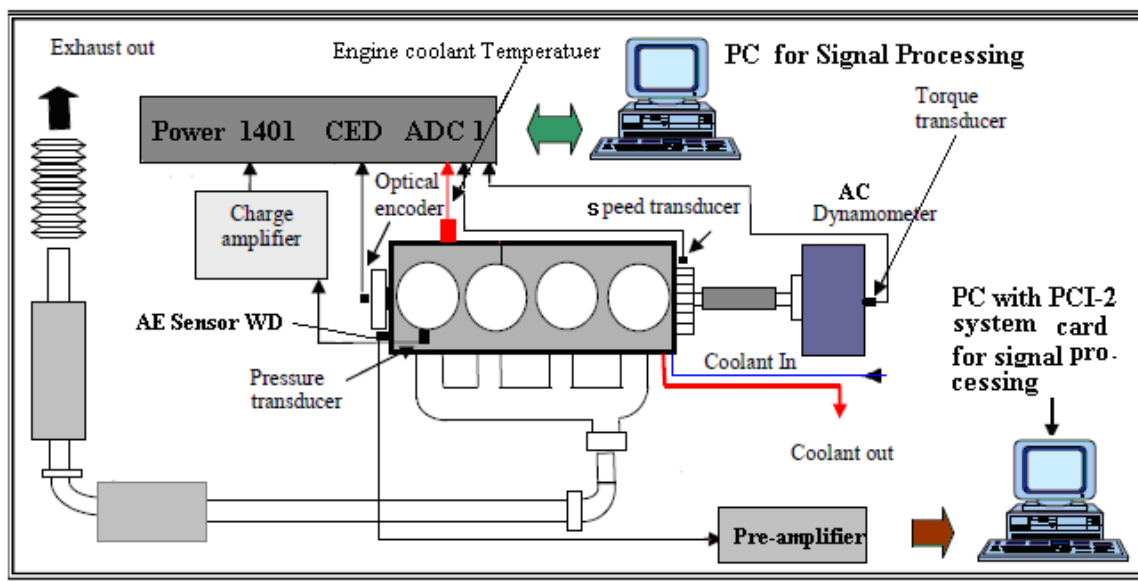 Exhaust out
Engine coolant Temperatuer
PC for Signal Processing
Torque
transducer
Power 1401 CED ADC 1
Optical
encoder
Charge
amplifier
speed transducer
AC
Dynamometer
AE Sensor WD
PC with PCI-2
system card
for signal pro-
cessing
Pressure
transducer
Coolant In
Coolant out
Pre-amplifier